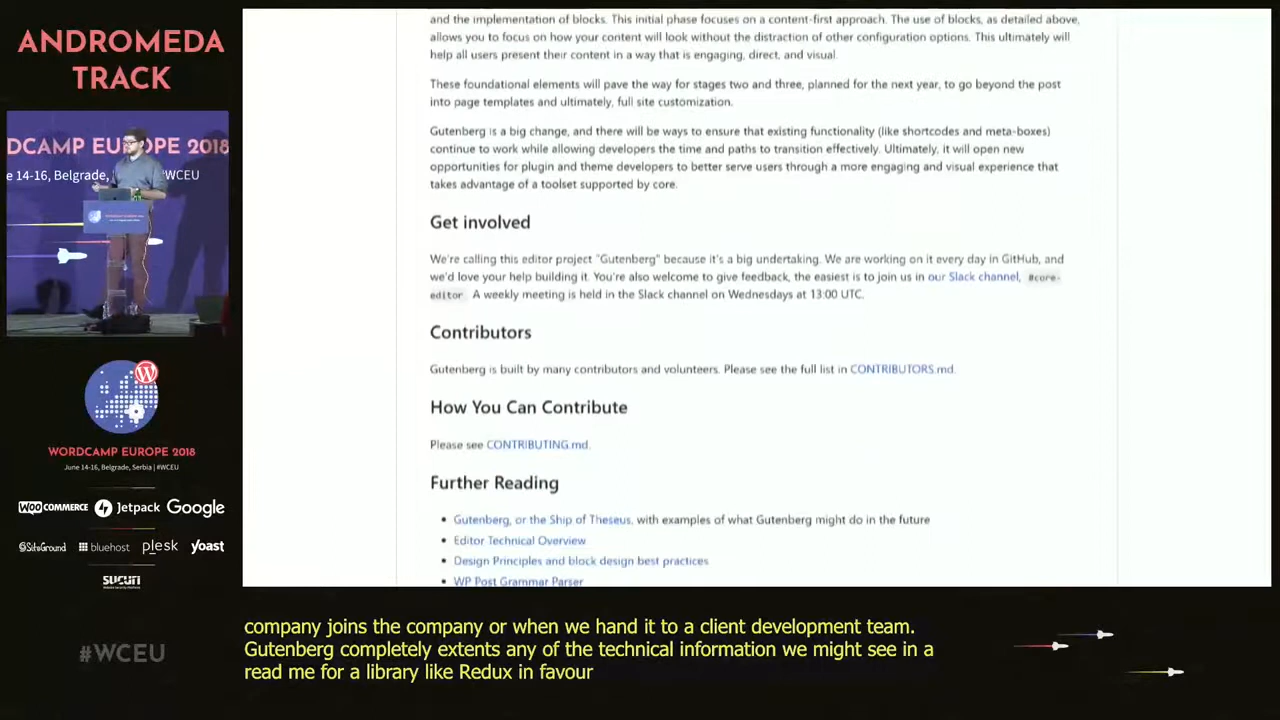 ANDROMEDA
TRACK
DCAMP EUROPE 2018
e 14-16, Belgrade, #WCEU
WORDCAMP EUROPE 2018
June 14-16, Belgrade, Serbia | #WCEU
WOO COMMERCE Jetpack Google
SiteGround bluehost plesk yoast
SUCURI
#WCEU
and the implementation of blocks. This initial phase focuses on a content-first approach. The use of blocks, as detailed above,
allows you to focus on how your content will look without the distraction of other configuration options. This ultimately will
help all users present their content in a way that is engaging, direct, and visual.
These foundational elements will pave the way for stages two and three, planned for the next year, to go beyond the post
into page templates and ultimately, full site customization.
Gutenberg is a big change, and there will be ways to ensure that existing functionality (like shortcodes and meta-boxes)
continue to work while allowing developers the time and paths to transition effectively. Ultimately, it will open new
opportunities for plugin and theme developers to better serve users through a more engaging and visual experience that
takes advantage of a toolset supported by core.
Get involved
We're calling this editor project "Gutenberg" because it's a big undertaking. We are working on it every day in GitHub, and
we'd love your help building it. You're also welcome to give feedback, the easiest is to join us in our Slack channel, #core-
editor. A weekly meeting is held in the Slack channel on Wednesdays at 13:00 UTC.
Contributors
Gutenberg is built by many contributors and volunteers. Please see the full list in CONTRIBUTORS.md.
How You Can Contribute
Please see CONTRIBUTING.md.
Further Reading
• Gutenberg, or the Ship of Theseus, with examples of what Gutenberg might do in the future
• Editor Technical Overview
• Design Principles and block design best practices
• WP Post Grammar Parser
company joins the company or when we hand it to a client development team.
Gutenberg completely extents any of the technical information we might see in a
read me for a library like Redux in favour